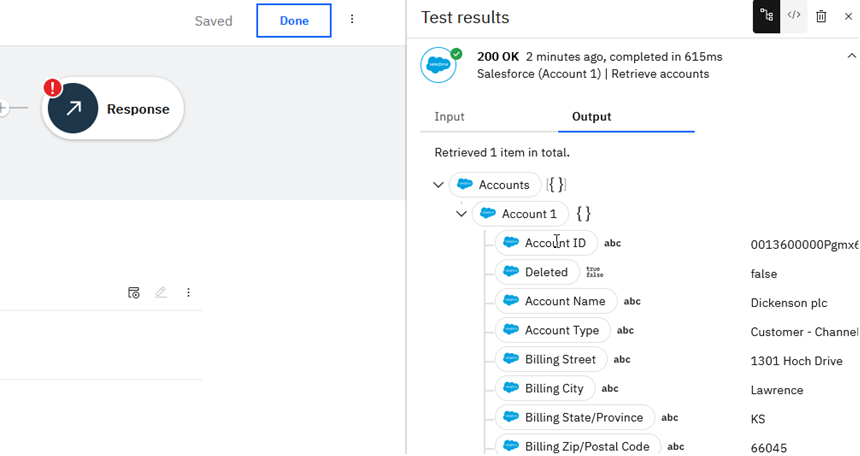 Saved
Done
Response
Test results
200 OK 2 minutes ago, completed in 615ms
Salesforce (Account 1) | Retrieve accounts
Input
Output
Retrieved 1 item in total.
Accounts [{}]
Account 1 {}
Account ID abc 0013600000Pgmx6
Deleted true false false
Account Name abc Dickenson plc
Account Type abc Customer - Channel
Billing Street abc 1301 Hoch Drive
Billing City abc Lawrence
Billing State/Province abc KS
Billing Zip/Postal Code abc 66045